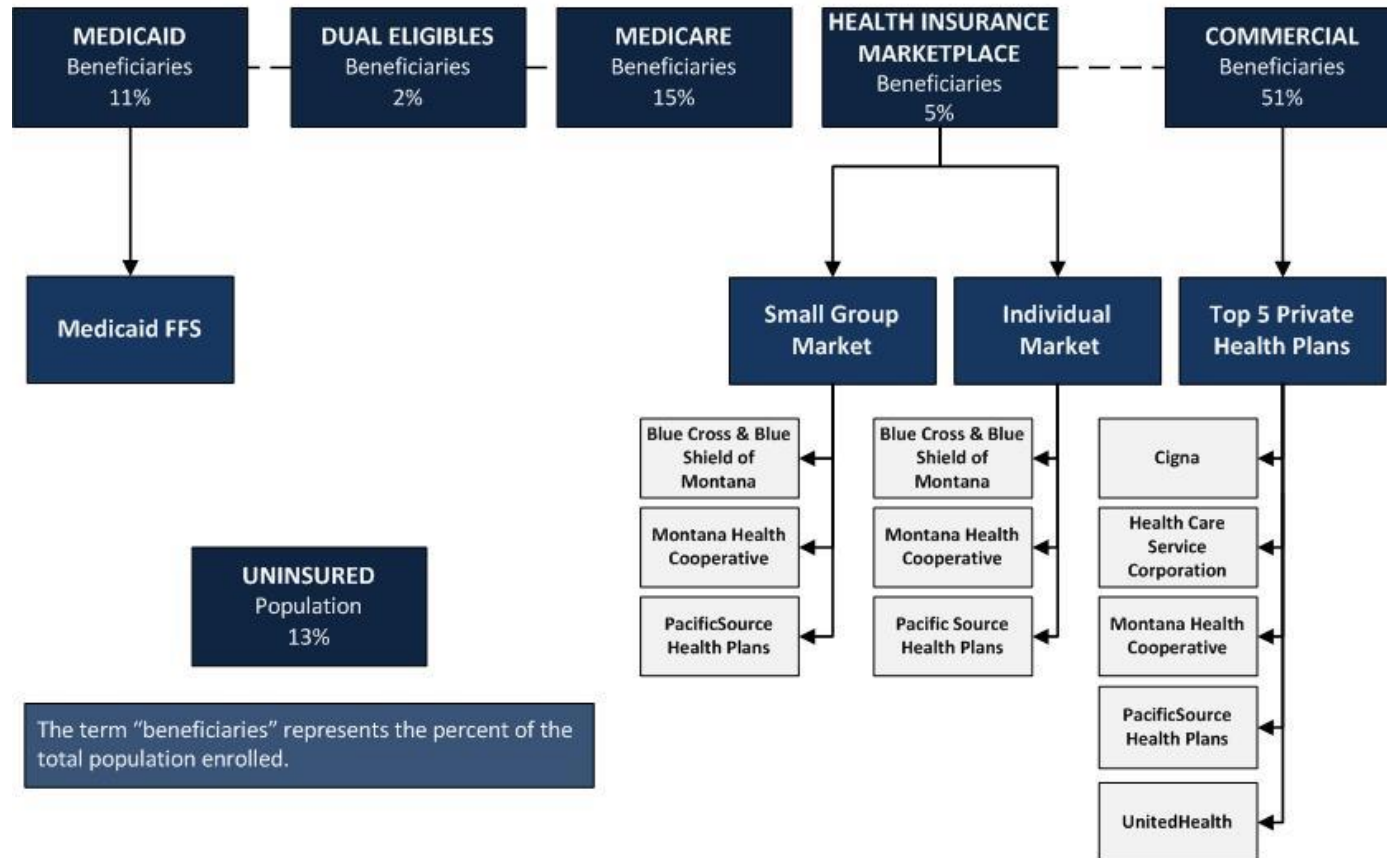 MEDICAID
Beneficiaries
11%
DUAL ELIGIBLES
Beneficiaries
2%
MEDICARE
Beneficiaries
15%
HEALTH INSURANCE
MARKETPLACE
Beneficiaries
5%
COMMERCIAL
Beneficiaries
51%
Medicaid FFS
Small Group
Market
Individual
Market
Top 5 Private
Health Plans
Blue Cross & Blue
Shield of
Montana
Montana Health
Cooperative
PacificSource
Health Plans
Blue Cross & Blue
Shield of
Montana
Montana Health
Cooperative
Pacific Source
Health Plans
Cigna
Health Care
Service
Corporation
Montana Health
Cooperative
PacificSource
Health Plans
UnitedHealth
UNINSURED
Population
13%
The term “beneficiaries” represents the percent of the
total population enrolled.